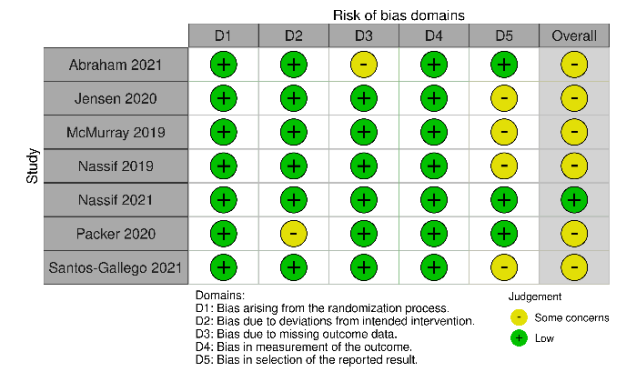 Risk of bias domains
D1 D2 D3 D4 D5 Overall
Study
Abraham 2021 + + - + + -
Jensen 2020 + + + + - -
McMurray 2019 + + + + - -
Nassif 2019 + + + + - -
Nassif 2021 + + + + + +
Packer 2020 + - + + + -
Santos-Gallego 2021 + + + + - -
Domains:
D1: Bias arising from the randomization process.
D2: Bias due to deviations from intended intervention.
D3: Bias due to missing outcome data.
D4: Bias in measurement of the outcome.
D5: Bias in selection of the reported result.
Judgement
- Some concerns
+ Low